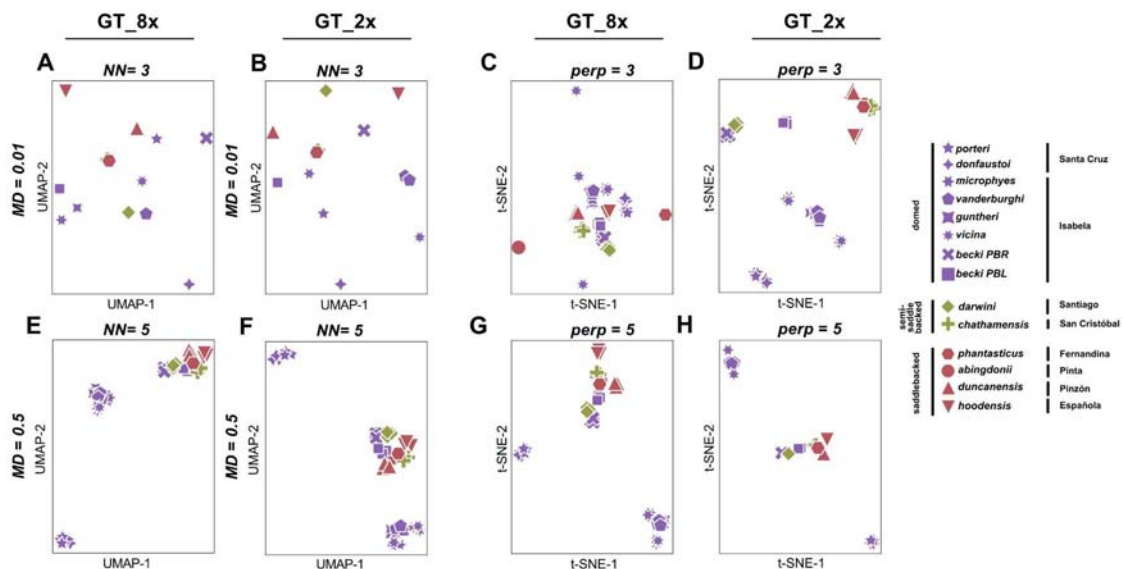 GT_8x GT_2x GT_8x GT_2x
A NN= 3 B NN= 3 C perp = 3 D perp = 3
MD = 0.01 UMAP-2 MD = 0.01 UMAP-2 t-SNE-2 t-SNE-2
UMAP-1 UMAP-1 t-SNE-1 t-SNE-1
E NN= 5 F NN= 5 G perp = 5 H perp = 5
MD = 0.5 UMAP-2 MD = 0.5 UMAP-2 t-SNE-2 t-SNE-2
UMAP-1 UMAP-1 t-SNE-1 t-SNE-1
domed
porteri
donfaustoi
Santa Cruz
microphyes
vanderburghi
guntheri
vicina
becki PBR
becki PBL
Isabela
semi-
saddle
backed
darwini Santiago
chathamensis San Cristóbal
saddlebacked
phantasticus Fernandina
abingdonii Pinta
duncanensis Pinzón
hoodensis Española